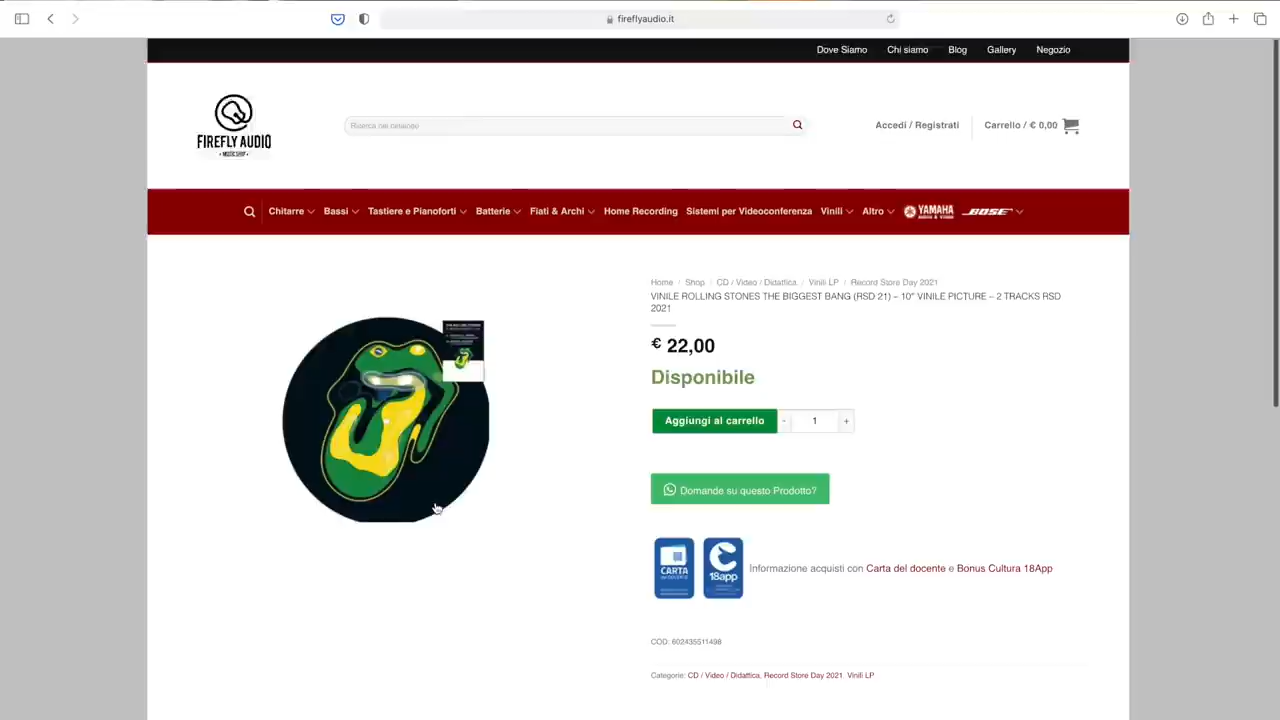 fireflyaudio.it
Dove Siamo Chi siamo Blog Gallery Negozio
FIREFLY AUDIO
• MUSIC SHOP •
Ricerca nel catalogo
Accedi / Registrati
Carrello / € 0,00
Chitarre Bassi Tastiere e Pianoforti Batterie Fiati & Archi Home Recording Sistemi per Videoconferenza Vinili Altro YAMAHA BOSE
Home / Shop / CD / Video / Didattica / Vinili LP / Record Store Day 2021
VINILE ROLLING STONES THE BIGGEST BANG (RSD 21) – 10” VINILE PICTURE – 2 TRACKS RSD
2021
€ 22,00
Disponibile
Aggiungi al carrello - 1 +
Domande su questo Prodotto?
CARTA
18app
Informazione acquisti con Carta del docente e Bonus Cultura 18App
COD: 602435511498
Categorie: CD / Video / Didattica, Record Store Day 2021, Vinili LP